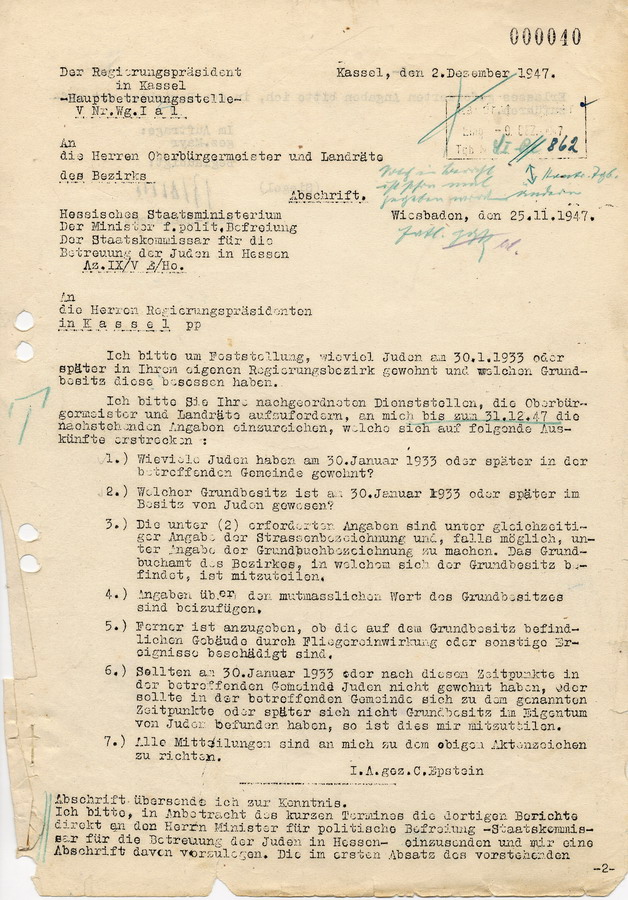 000040
Der Regierungspräsident
in Kassel
-Hauptbetreuungsstelle-
V Nr.Wg.I a 1
Kassel, den 2.Dezember 1947.
862
An
die Herren Oberbürgermeister und Landräte
des Bezirks
Abschrift.
Hessisches Staatsministerium
Der Minister f.polit.Befreiung
Der Staatskommissar für die
Betreuung der Juden in Hessen
Az.IX/V E/Ho.
Wiesbaden, den 25.11.1947.
An
die Herren Regierungspräsidenten
in K a s s e l pp
Ich bitte um Feststellung, wieviel Juden am 30.1.1933 oder
später in Ihrem eigenen Regierungsbezirk gewohnt und welchen Grund-
besitz diese besessen haben.
Ich bitte Sie Ihre nachgeordneten Dienststellen, die Oberbür-
germeister und Landräte aufzufordern, an mich bis zum 31.12.47 die
nachstehenden Angaben einzureichen, welche sich auf folgende Aus-
künfte erstrecken :
1.) Wieviele Juden haben am 30.Januar 1933 oder später in der
betreffenden Gemeinde gewohnt?
2.) Welcher Grundbesitz ist am 30.Januar 1933 oder später im
Besitz von Juden gewesen?
3.) Die unter (2) erforderten Angaben sind unter gleichzeiti-
ger Angabe der Strassenbezeichnung und, falls möglich, un-
ter Angabe der Grundbuchbezeichnung zu machen. Das Grund-
buchamt des Bezirkes, in welchem sich der Grundbesitz be-
findet, ist mitzuteilen.
4.) Angaben über den mutmasslichen Wert des Grundbesitzes
sind beizufügen.
5.) Ferner ist anzugeben, ob die auf dem Grundbesitz befind-
lichen Gebäude durch Fliegereinwirkung oder sonstige Er-
eignisse beschädigt sind.
6.) Sollten am 30.Januar 1933 oder nach diesem Zeitpunkte in
der betroffenden Gemeinde Juden nicht gewohnt haben, oder
sollte in der betroffenden Gemeinde sich zu dem genannten
Zeitpunkte oder später sich nicht Grundbesitz im Eigentum
von Juden befunden haben, so ist dies mir mitzuteilen.
7.) Alle Mitteilungen sind an mich zu dem obigen Aktenzeichen
zu richten.
I.A.gez.C.Epstein
Abschrift übersende ich zur Kenntnis.
Ich bitte, in Anbetracht des kurzen Termines die dortigen Berichte
direkt an den Herrn Minister für politische Befreiung -Staatskommis-
sar für die Betreuung der Juden in Hessen- einzusenden und mir eine
Abschrift davon vorzulegen. Die im ersten Absatz des vorstehenden
-2-